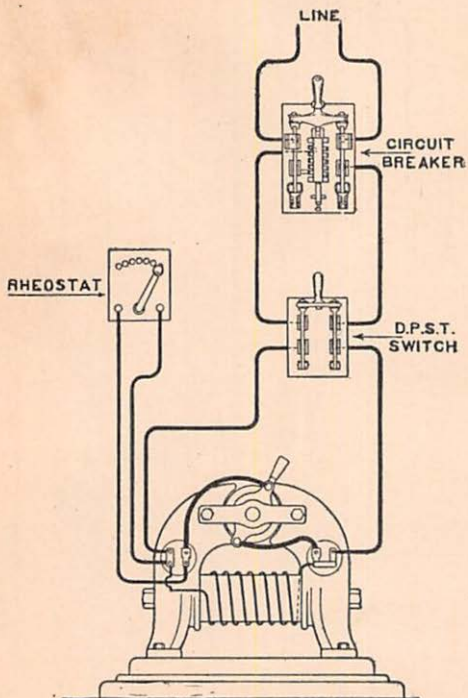 LINE
CIRCUIT
BREAKER
RHEOSTAT
D.P.S.T.
SWITCH